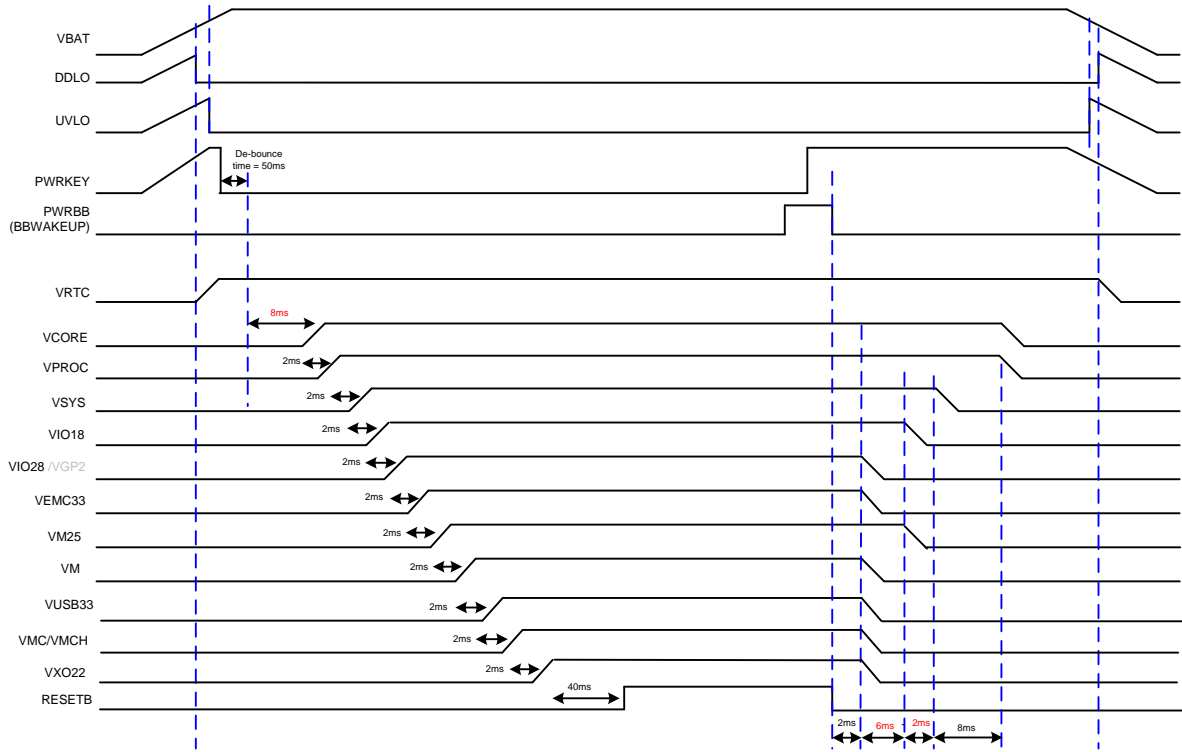 VBAT
DDLO
UVLO
De-bounce
time = 50ms
PWRKEY
PWRBB
(BBWAKEUP)
VRTC
8ms
VCORE
2ms
VPROC
2ms
VSYS
2ms
VIO18
2ms
VIO28 /VGP2
2ms
VEMC33
2ms
VM25
2ms
VM
2ms
VUSB33
2ms
VMC/VMCH
2ms
VXO22
40ms
RESETB
2ms 6ms 2ms 8ms